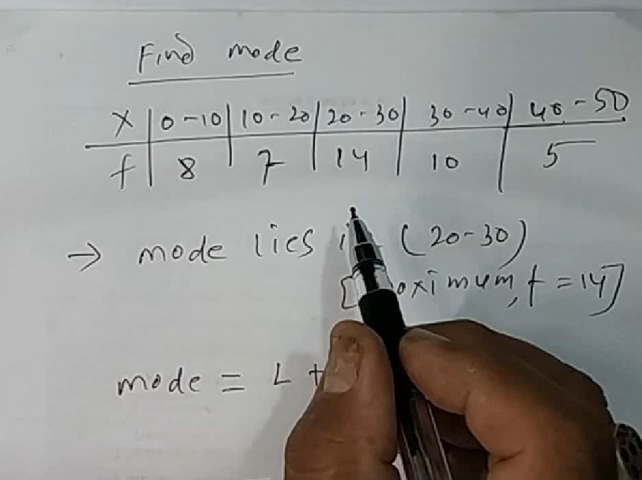 Find mode
X 0-10 10-20 20-30 30-40 40-50
f 8 7 14 10 5
→ mode lies (20-30)
f = 14]
mode = L +